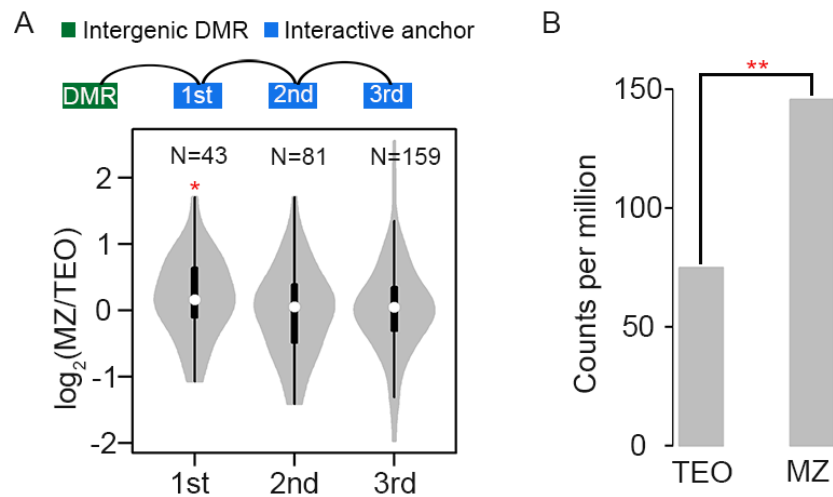 A
Intergenic DMR Interactive anchor
DMR 1st 2nd 3rd
N=43 N=81 N=159
*
log₂(MZ/TEO)
2
1
0
-1
-2
1st 2nd 3rd
B
**
Counts per million
150
100
50
0
TEO MZ